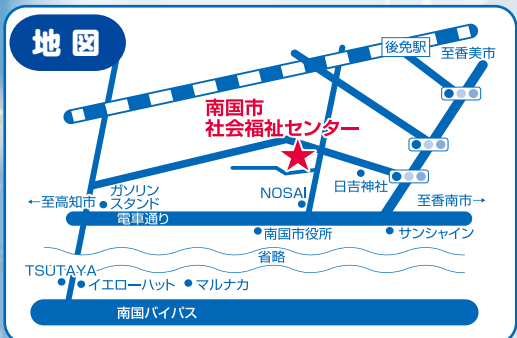 地図
後免駅
至香美市
南国市
社会福祉センター
日吉神社
NOSAI
ガソリン
スタンド
←至高知市
至香南市→
電車通り
南国市役所
サンシャイン
省略
TSUTAYA
イエローハット
マルナカ
南国バイパス